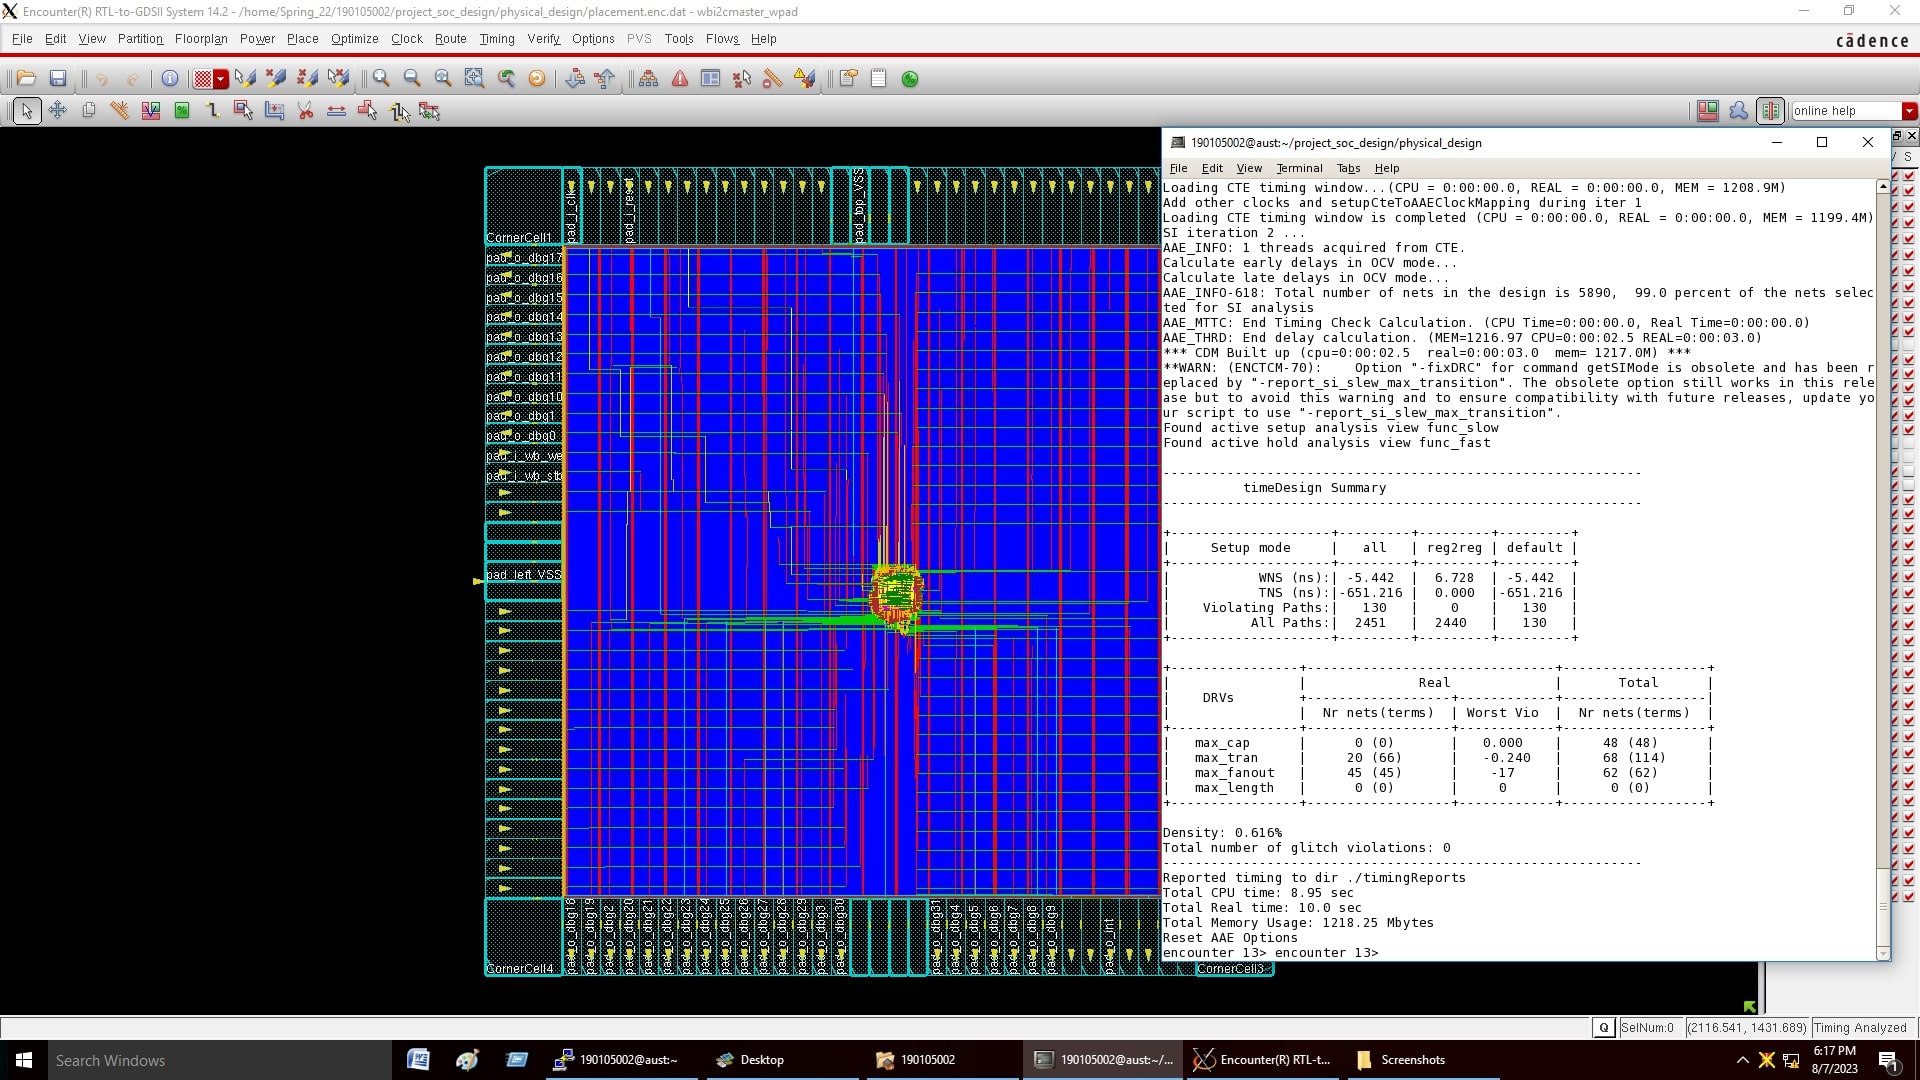 Encounter(R) RTL-to-GDSII System 14.2 - /home/Spring_22/190105002/project_soc_design/physical_design/placement.enc.dat - wbi2cmaster_wpad
File Edit View Partition Floorplan Power Place Optimize Clock Route Timing Verify Options PVS Tools Flows Help
cādence
online help
190105002@aust:~/project_soc_design/physical_design
File Edit View Terminal Tabs Help
S
Loading CTE timing window...(CPU = 0:00:00.0, REAL = 0:00:00.0, MEM = 1208.9M)
Add other clocks and setupCteToAAEClockMapping during iter 1
Loading CTE timing window is completed (CPU = 0:00:00.0, REAL = 0:00:00.0, MEM = 1199.4M)
SI iteration 2 ...
AAE_INFO: 1 threads acquired from CTE.
Calculate early delays in OCV mode...
Calculate late delays in OCV mode...
AAE_INFO-618: Total number of nets in the design is 5890,  99.0 percent of the nets selec
ted for SI analysis
AAE_MTTC: End Timing Check Calculation. (CPU Time=0:00:00.0, Real Time=0:00:00.0)
AAE_THRD: End delay calculation. (MEM=1216.97 CPU=0:00:02.5 REAL=0:00:03.0)
*** CDM Built up (cpu=0:00:02.5  real=0:00:03.0  mem= 1217.0M) ***
**WARN: (ENCTCM-70):    Option "-fixDRC" for command getSIMode is obsolete and has been r
eplaced by "-report_si_slew_max_transition". The obsolete option still works in this rele
ase but to avoid this warning and to ensure compatibility with future releases, update yo
ur script to use "-report_si_slew_max_transition".
Found active setup analysis view func_slow
Found active hold analysis view func_fast
------------------------------------------------------------
timeDesign Summary
------------------------------------------------------------
+--------------------+---------+---------+---------+
|     Setup mode     |   all   | reg2reg | default |
+--------------------+---------+---------+---------+
|           WNS (ns):| -5.442  |  6.728  | -5.442  |
|           TNS (ns):|-651.216 |  0.000  |-651.216 |
|    Violating Paths:|   130   |    0    |   130   |
|          All Paths:|  2451   |  2440   |   130   |
+--------------------+---------+---------+---------+
+----------------+-------------------------------+------------------+
|                |              Real             |       Total      |
|    DRVs        +------------------+------------+------------------|
|                |  Nr nets(terms)  | Worst Vio  |  Nr nets(terms)  |
+----------------+------------------+------------+------------------+
|   max_cap      |      0 (0)       |   0.000    |     48 (48)      |
|   max_tran     |     20 (66)      |   -0.240   |     68 (114)     |
|   max_fanout   |     45 (45)      |    -17     |     62 (62)      |
|   max_length   |      0 (0)       |     0      |      0 (0)       |
+----------------+------------------+------------+------------------+
Density: 0.616%
Total number of glitch violations: 0
------------------------------------------------------------
Reported timing to dir ./timingReports
Total CPU time: 8.95 sec
Total Real time: 10.0 sec
Total Memory Usage: 1218.25 Mbytes
Reset AAE Options
encounter 13> encounter 13>
CornerCell1
pad_i_clk
pad_i_reset
pad_top_VSS
pad_o_dbg17
pad_o_dbg16
pad_o_dbg15
pad_o_dbg14
pad_o_dbg13
pad_o_dbg12
pad_o_dbg11
pad_o_dbg10
pad_o_dbg1
pad_o_dbg0
pad_i_wb_we
pad_i_wb_stb
pad_left_VSS
CornerCell4
pad_o_dbg18
pad_o_dbg19
pad_o_dbg2
pad_o_dbg20
pad_o_dbg21
pad_o_dbg22
pad_o_dbg23
pad_o_dbg24
pad_o_dbg25
pad_o_dbg26
pad_o_dbg27
pad_o_dbg28
pad_o_dbg29
pad_o_dbg3
pad_o_dbg30
pad_o_dbg31
pad_o_dbg4
pad_o_dbg5
pad_o_dbg6
pad_o_dbg7
pad_o_dbg8
pad_o_dbg9
pad_o_int
CornerCell3
Q SelNum:0 (2116.541, 1431.689) Timing Analyzed
Search Windows
190105002@aust:~
Desktop
190105002
190105002@aust:~/...
Encounter(R) RTL-t...
Screenshots
6:17 PM
8/7/2023
1